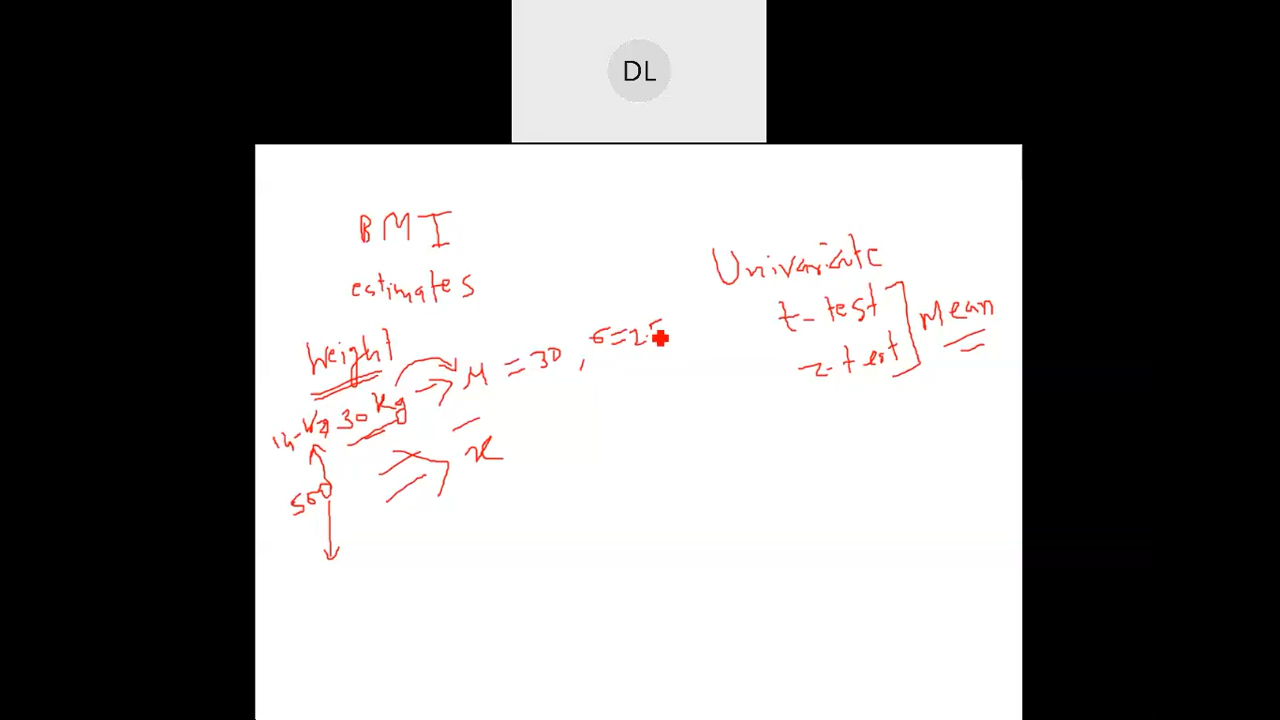 DL
BMI
estimates
Weight
30 kg
M = 30, σ = 2.5
x̄
500
Univariate
t-test
z-test
Mean